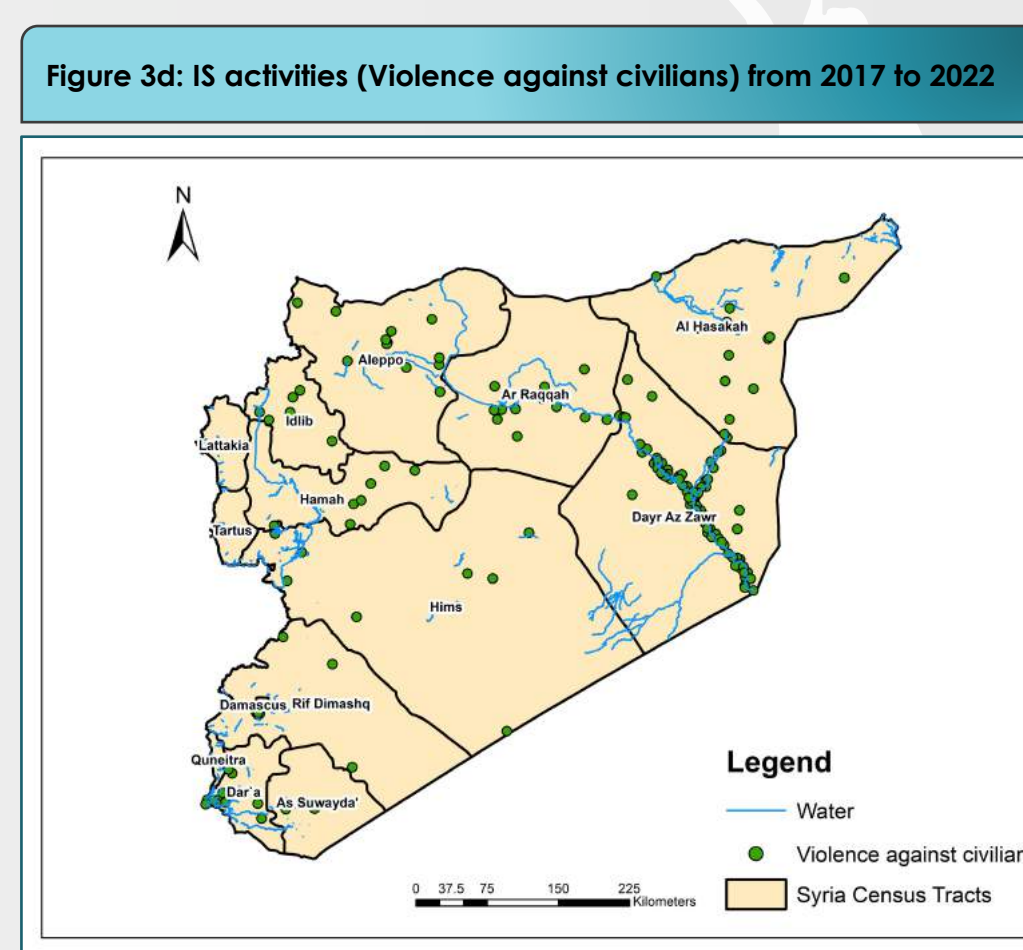 Figure 3d: IS activities (Violence against civilians) from 2017 to 2022
N
Al Hasakah
Aleppo
Ar Raqqah
Idlib
Lattakia
Hamah
Dayr Az Zawr
Tartus
Hims
Damascus Rif Dimashq
Quneitra
Dar`a
As Suwayda'
Legend
Water
Violence against civilian
Syria Census Tracts
0 37.5 75 150 225
Kilometers